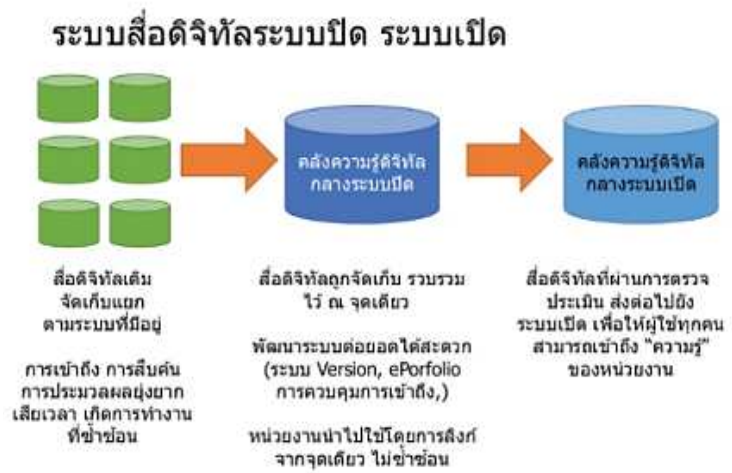 ระบบสื่อดิจิทัลระบบปิด ระบบเปิด
คลังความรู้ดิจิทัล
กลางระบบปิด
คลังความรู้ดิจิทัล
กลางระบบเปิด
สื่อดิจิทัลเดิม
จัดเก็บแยก
ตามระบบที่มีอยู่
การเข้าถึง การสืบค้น
การประมวลผลยุ่งยาก
เสียเวลา เกิดการทำงาน
ที่ซ้ำซ้อน
สื่อดิจิทัลถูกจัดเก็บ รวบรวม
ไว้ ณ จุดเดียว
พัฒนาระบบต่อยอดได้สะดวก
(ระบบ Version, ePorfolio
การควบคุมการเข้าถึง,)
หน่วยงานนำไปใช้โดยการลิงก์
จากจุดเดียว ไม่ซ้ำซ้อน
สื่อดิจิทัลที่ผ่านการตรวจ
ประเมิน ส่งต่อไปยัง
ระบบเปิด เพื่อให้ผู้ใช้ทุกคน
สามารถเข้าถึง “ความรู้”
ของหน่วยงาน